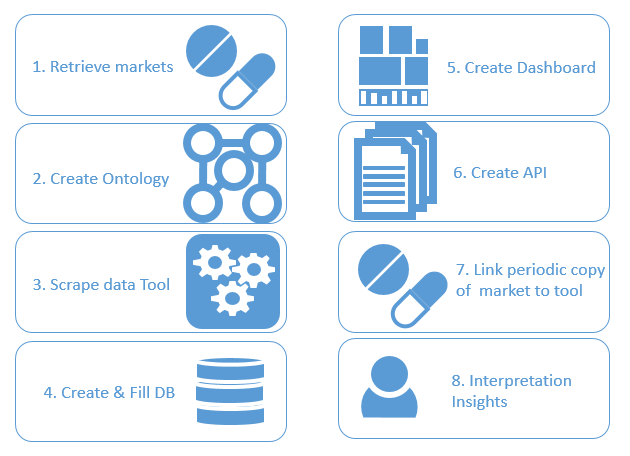 1. Retrieve markets
2. Create Ontology
3. Scrape data Tool
4. Create & Fill DB
5. Create Dashboard
6. Create API
7. Link periodic copy
of market to tool
8. Interpretation
Insights